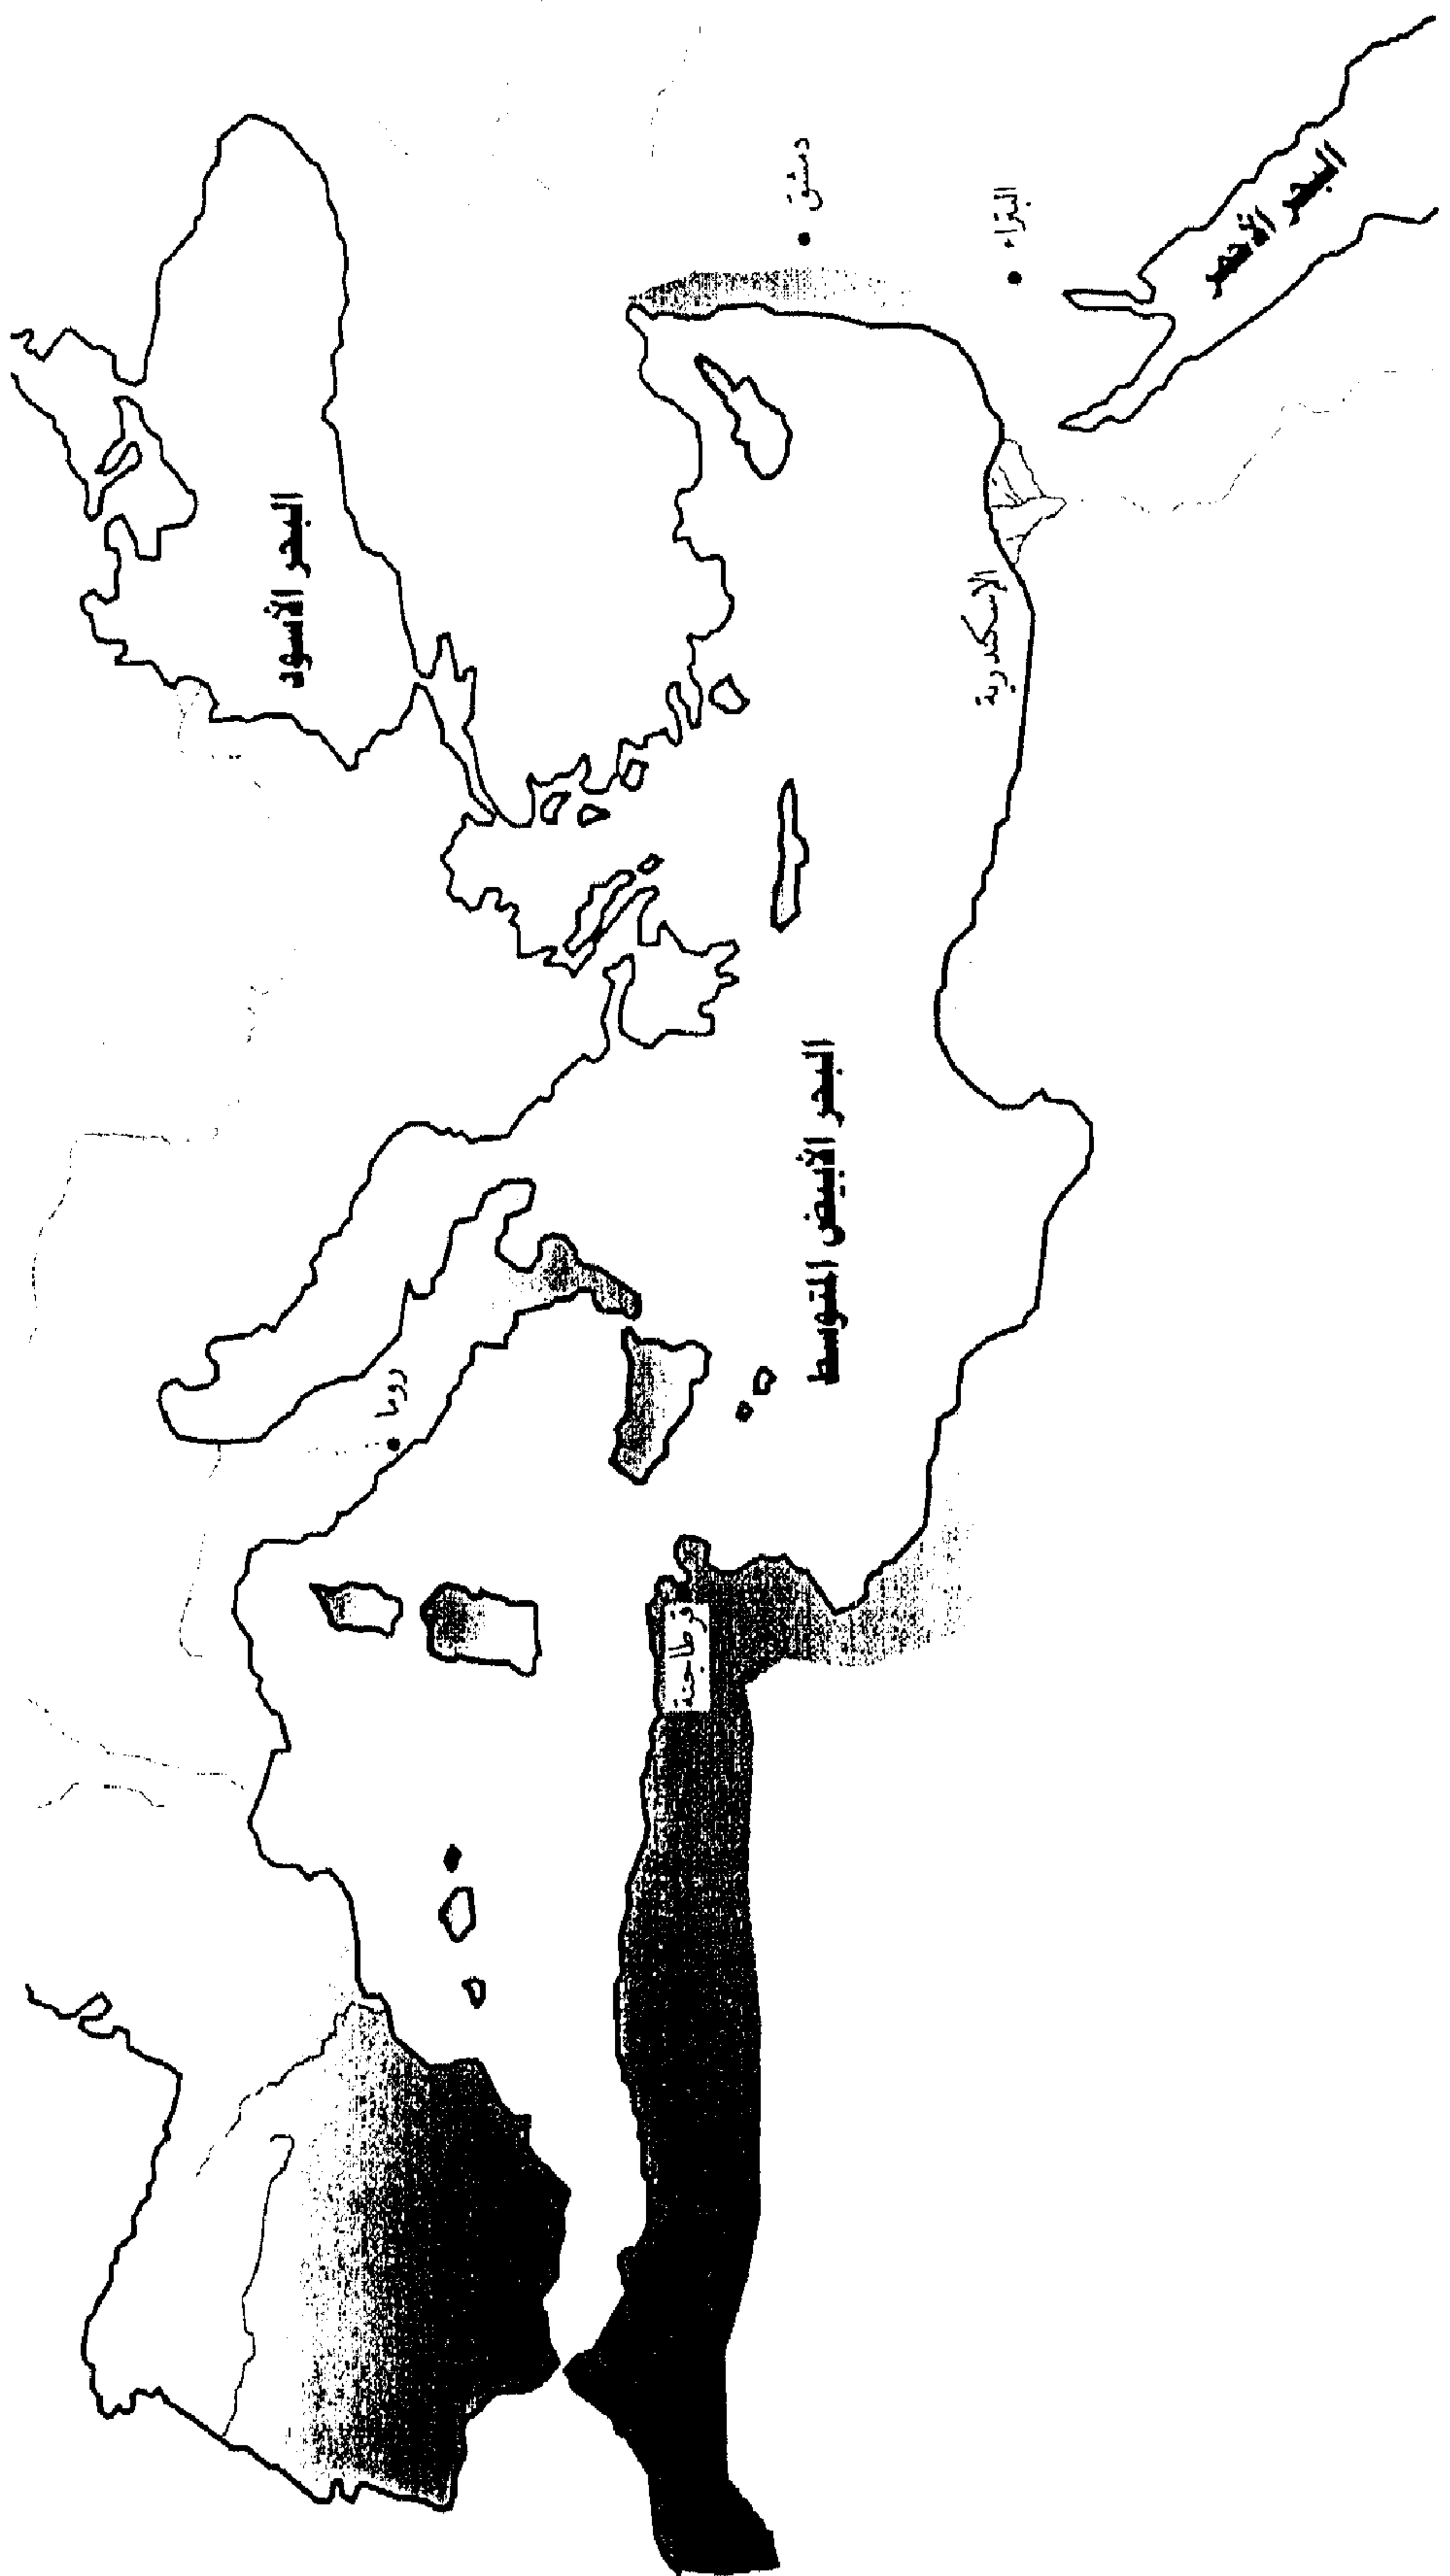 البحر الأسود
دمشق
البتراء
البحر الأحمر
الإسكندرية
البحر الأبيض المتوسط
روما
قرطاجنة